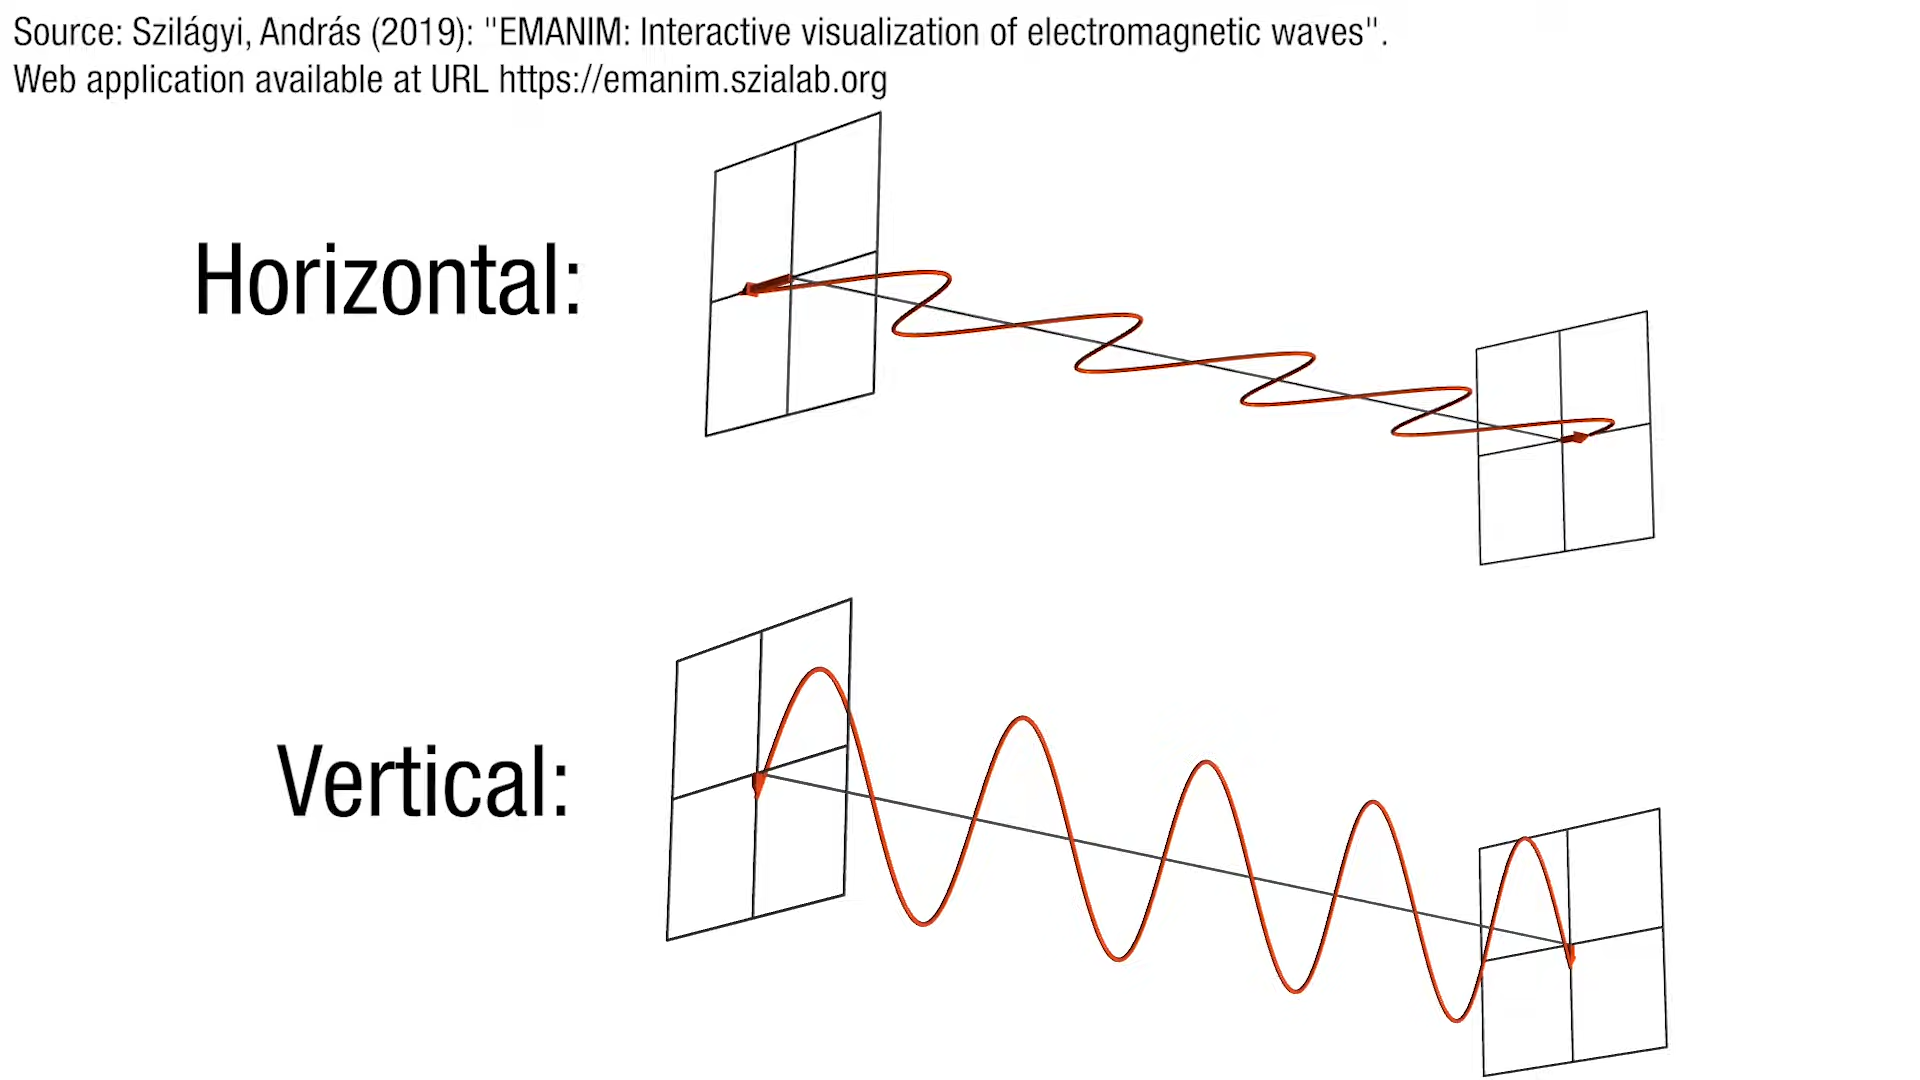 Source: Szilágyi, András (2019): "EMANIM: Interactive visualization of electromagnetic waves".
Web application available at URL https://emanim.szialab.org
Horizontal:
Vertical: